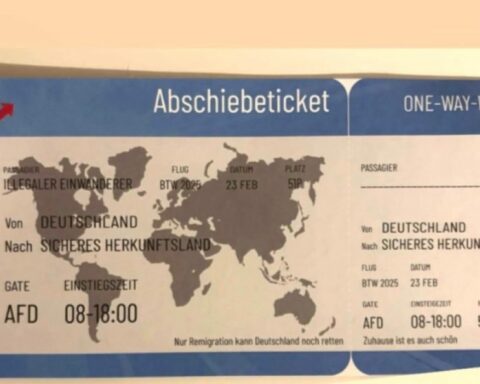 Abschiebeticket
PASSAGIER FLUG DATUM PLATZ
ILLEGALER EINWANDERER BTW 2025 23 FEB 51P
Von DEUTSCHLAND
Nach SICHERES HERKUNFTSLAND
GATE EINSTIEGSZEIT
AFD 08-18:00
Nur Remigration kann Deutschland noch retten
ONE-WAY-
PASSAGIER
Von DEUTSCHLAND
Nach SICHERES HERKUN
FLUG DATUM
BTW 2025 23 FEB
GATE EINSTEIGEZEIT
AFD 08-18:00
Zuhause ist es auch schön